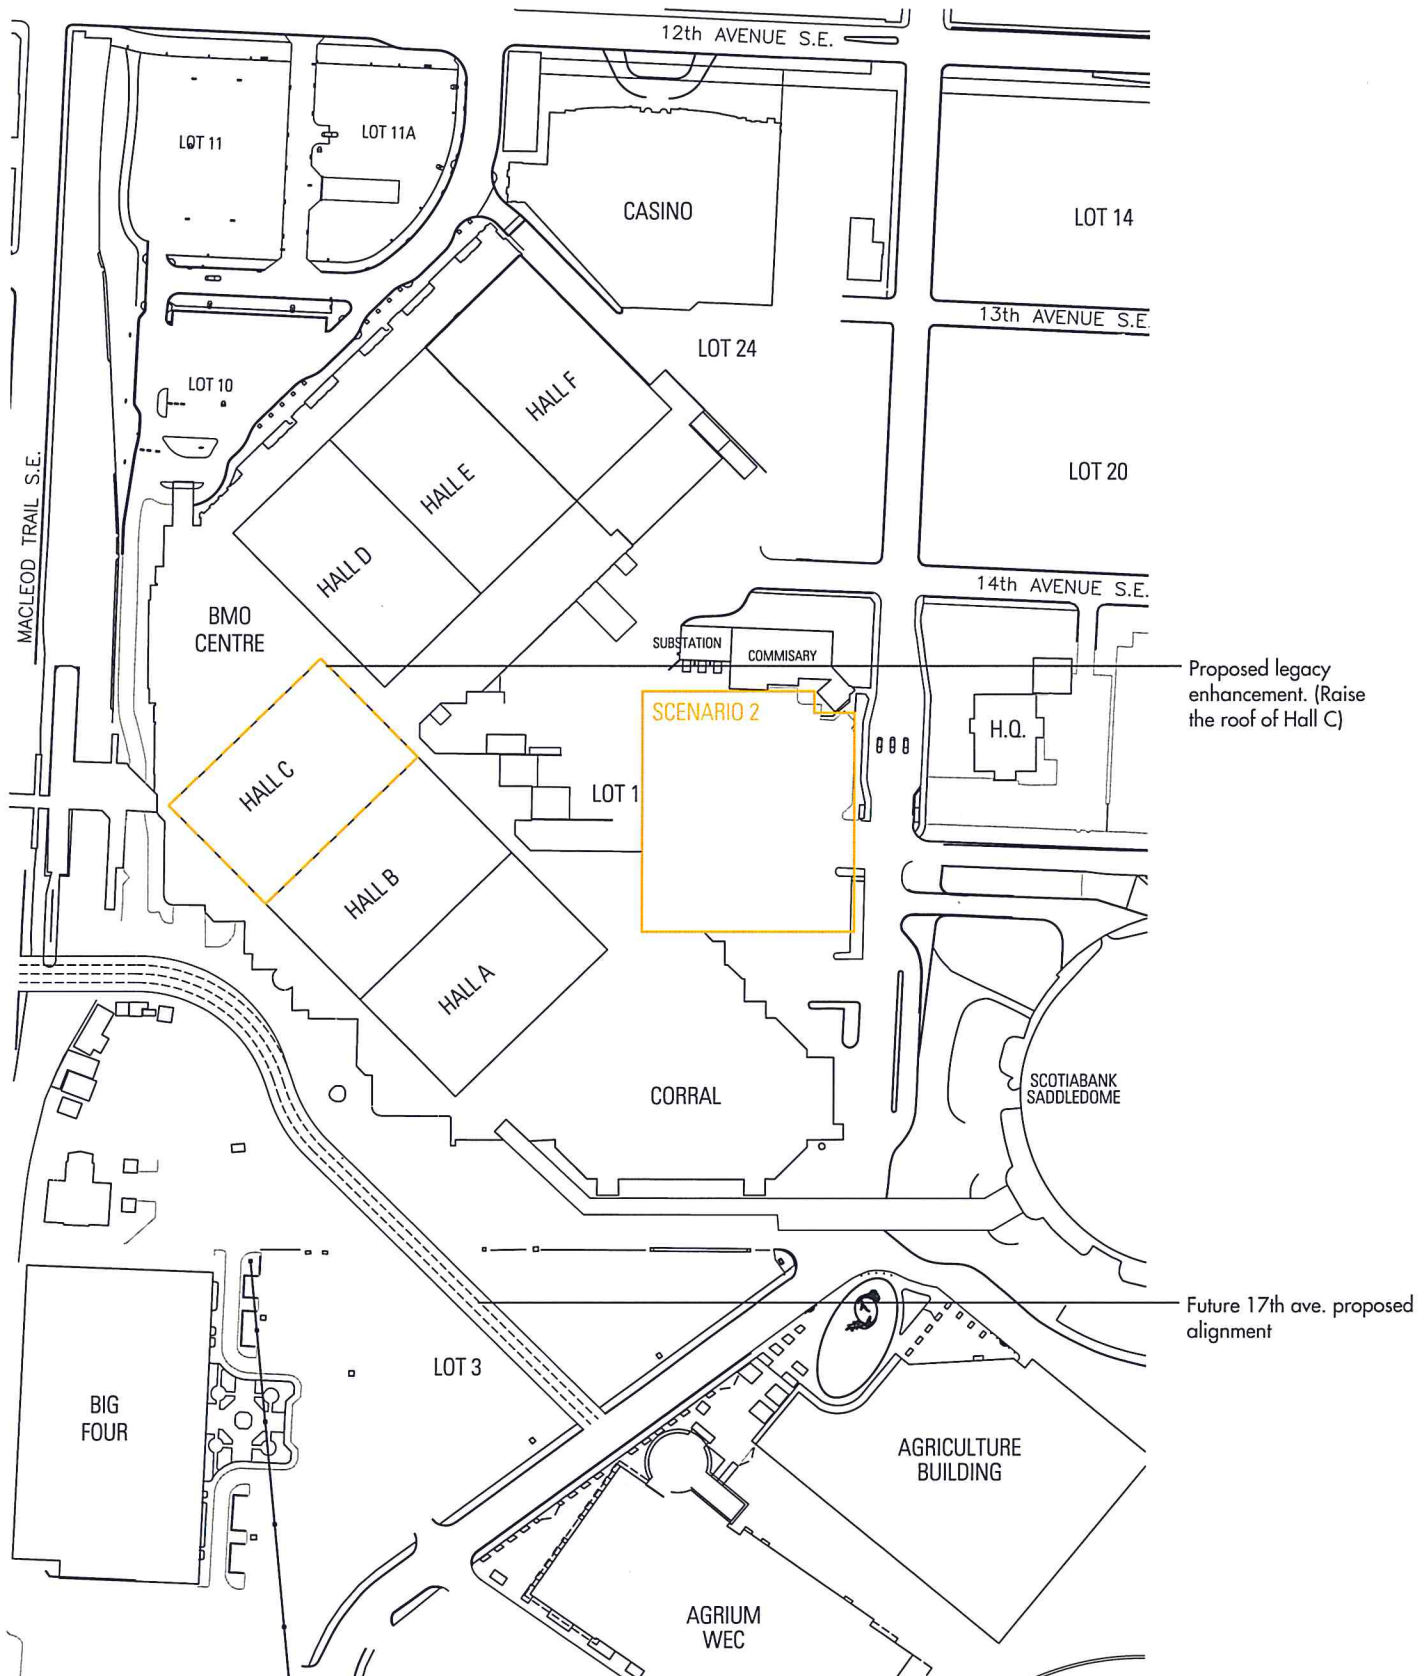 12th AVENUE S.E.
LOT 11
LOT 11A
CASINO
LOT 14
13th AVENUE S.E.
LOT 24
LOT 10
HALL F
LOT 20
MACLEOD TRAIL S.E.
HALL E
HALL D
14th AVENUE S.E.
BMO
CENTRE
SUBSTATION
COMMISARY
Proposed legacy
enhancement. (Raise
the roof of Hall C)
SCENARIO 2
H.Q.
HALL C
LOT 1
HALL B
HALL A
CORRAL
SCOTIABANK
SADDLEDOME
Future 17th ave. proposed
alignment
LOT 3
BIG
FOUR
AGRICULTURE
BUILDING
AGRIUM
WEC